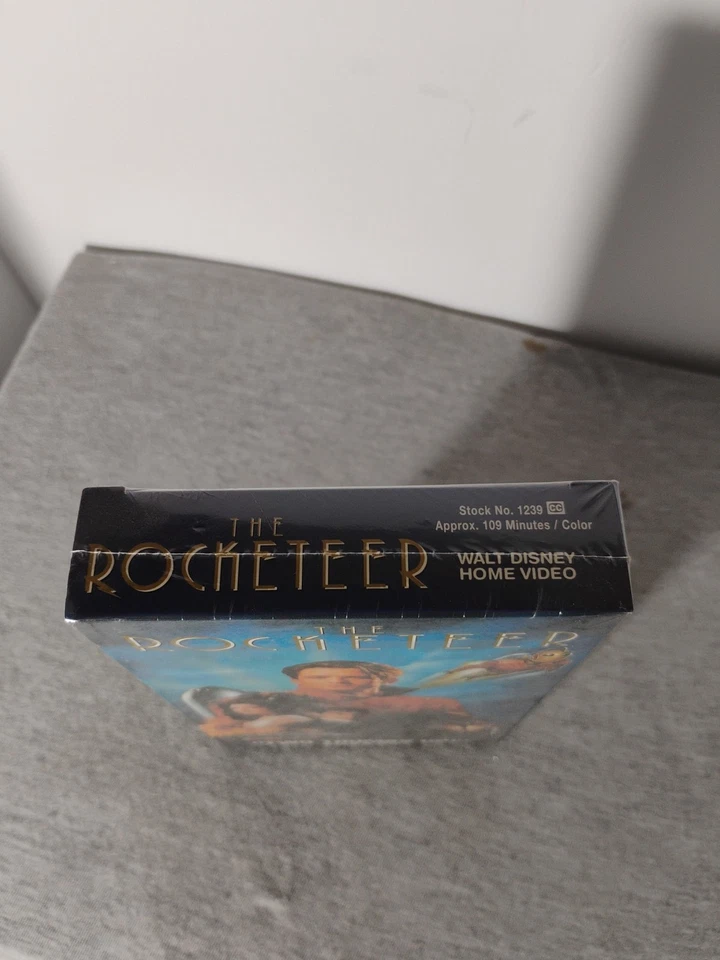 THE
ROCKETEER
Stock No. 1239 CC
Approx. 109 Minutes / Color
WALT DISNEY
HOME VIDEO
THE
ROCKETEER